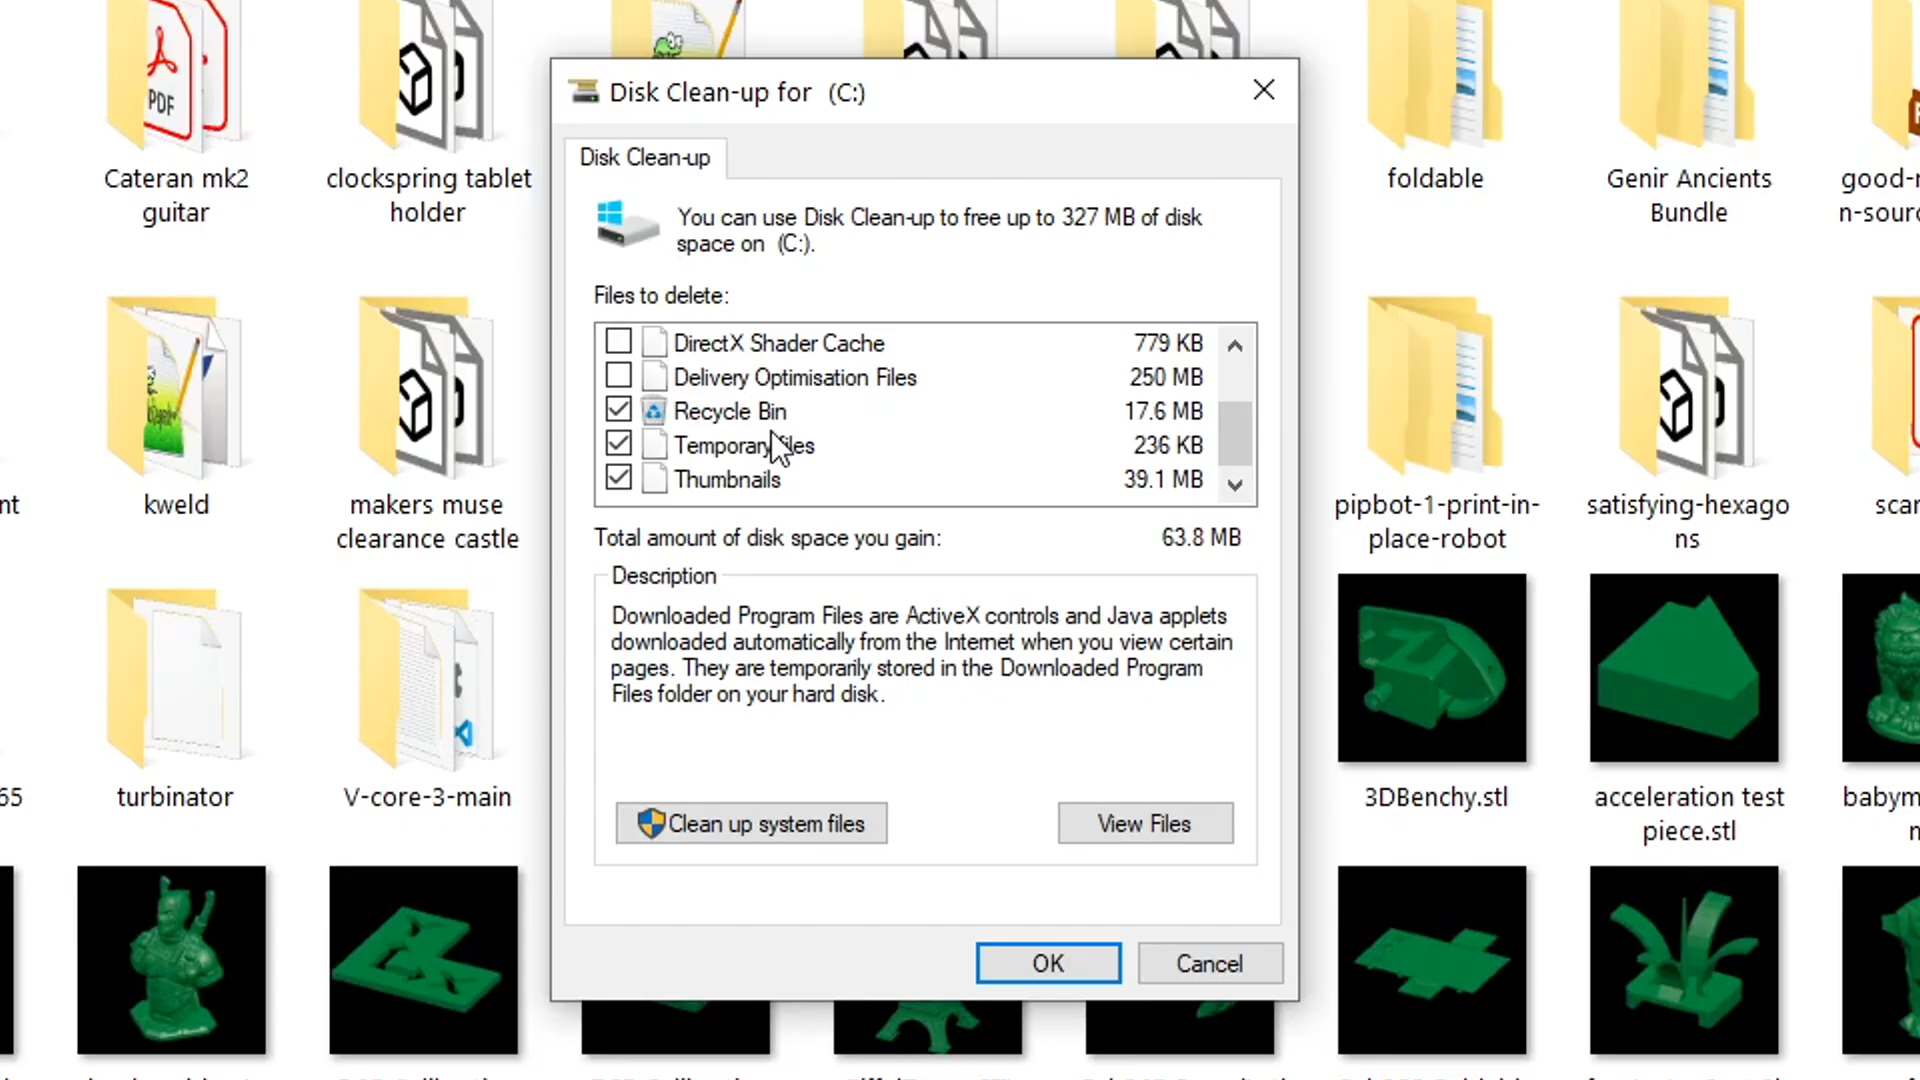 PDF
Cateran mk2
guitar
clockspring tablet
holder
Disk Clean-up for (C:)
Disk Clean-up
You can use Disk Clean-up to free up to 327 MB of disk
space on (C:).
Files to delete:
DirectX Shader Cache 779 KB
Delivery Optimisation Files 250 MB
Recycle Bin 17.6 MB
Temporary files 236 KB
Thumbnails 39.1 MB
Total amount of disk space you gain: 63.8 MB
Description
Downloaded Program Files are ActiveX controls and Java applets
downloaded automatically from the Internet when you view certain
pages. They are temporarily stored in the Downloaded Program
Files folder on your hard disk.
Clean up system files
View Files
OK
Cancel
foldable
Genir Ancients
Bundle
kweld
makers muse
clearance castle
pipbot-1-print-in-
place-robot
satisfying-hexago
ns
turbinator
V-core-3-main
3DBenchy.stl
acceleration test
piece.stl